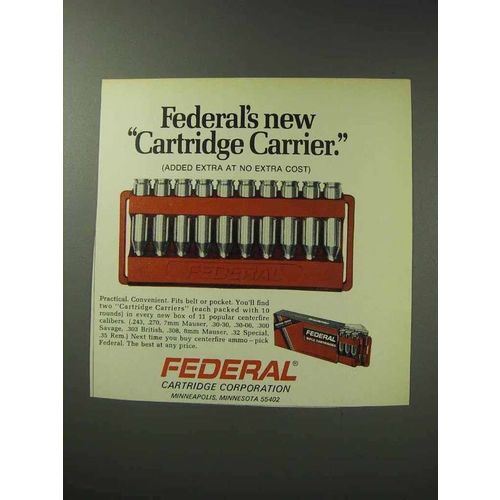 Federal's new
"Cartridge Carrier."
(ADDED EXTRA AT NO EXTRA COST)
FEDERAL
Practical. Convenient. Fits belt or pocket. You'll find
two "Cartridge Carriers" (each packed with 10
rounds) in every new box of 11 popular centerfire
calibers. (.243, .270, 7mm Mauser, .30-30, .30-06, .300
Savage, .303 British, .308, 8mm Mauser, .32 Special,
.35 Rem.) Next time you buy centerfire ammo—pick
Federal. The best at any price.
FEDERAL
RIFLE CARTRIDGES
FEDERAL®
CARTRIDGE CORPORATION
MINNEAPOLIS, MINNESOTA 55402